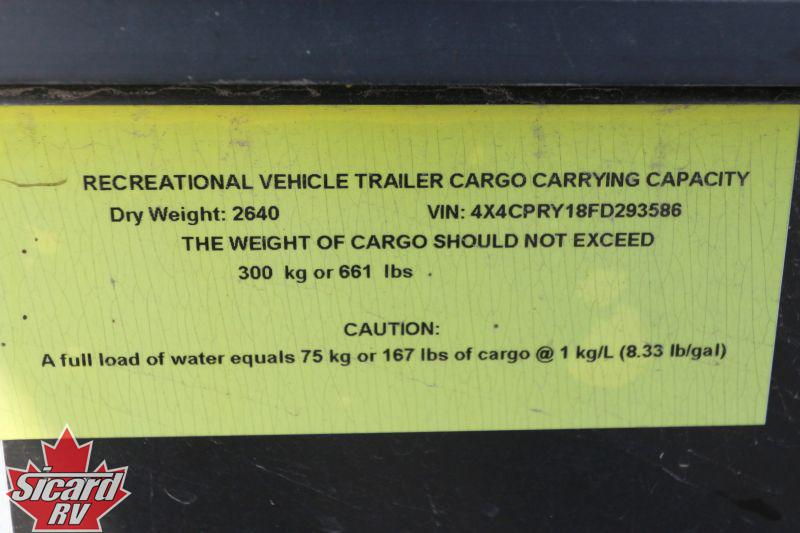 RECREATIONAL VEHICLE TRAILER CARGO CARRYING CAPACITY
Dry Weight: 2640 VIN: 4X4CPRY18FD293586
THE WEIGHT OF CARGO SHOULD NOT EXCEED
300 kg or 661 lbs .
CAUTION:
A full load of water equals 75 kg or 167 lbs of cargo @ 1 kg/L (8.33 lb/gal)
Sicard
RV